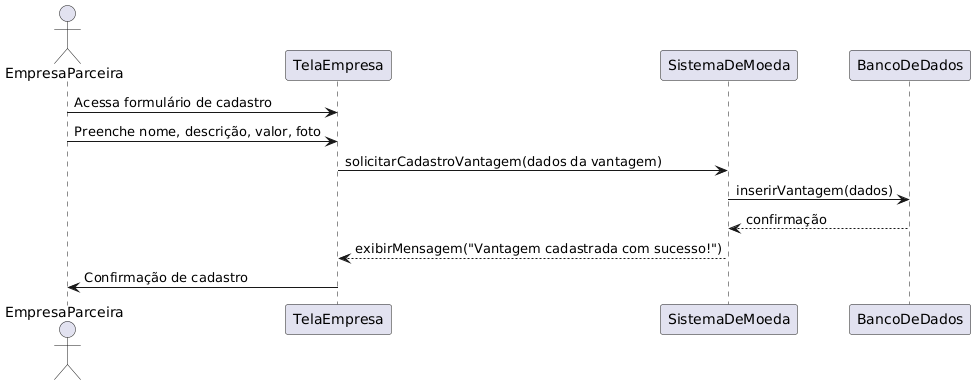 EmpresaParceira
TelaEmpresa
SistemaDeMoeda
BancoDeDados
Acessa formulário de cadastro
Preenche nome, descrição, valor, foto
solicitarCadastroVantagem(dados da vantagem)
inserirVantagem(dados)
confirmação
exibirMensagem("Vantagem cadastrada com sucesso!")
Confirmação de cadastro
EmpresaParceira
TelaEmpresa
SistemaDeMoeda
BancoDeDados